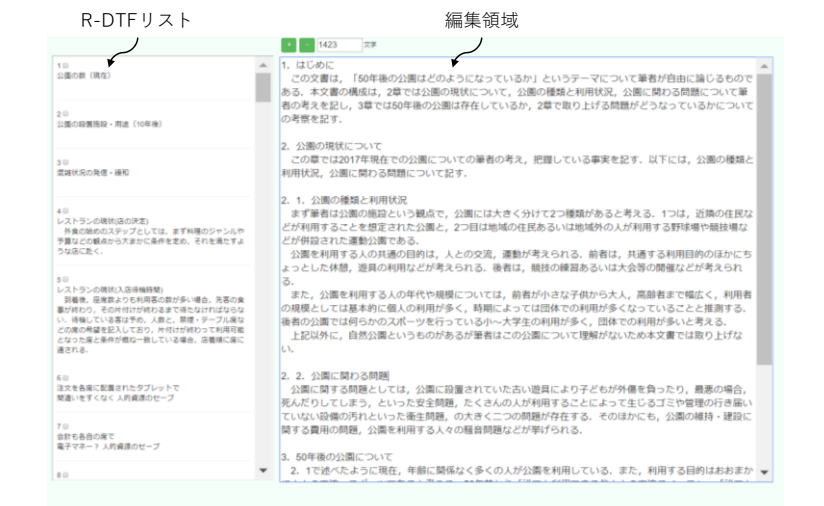 R-DTFリスト
編集領域
+ - 1423 文字
1
公園の数（現在）
2
公園の設置施設・用途（10年後）
3
混雑状況の発信・緩和
4
レストランの現状(店の決定)
外食の始めのステップとしては、まず料理のジャンルや
予算などの観点から大まかに条件を定め、それを満たすよ
うな店に赴く．
5
レストランの現状(入店待機時間)
到着後、座席数よりも利用客の数が多い場合、先客の食
事が終わり、その片付けが終わるまで待たなければならな
い．待機している客は予め、人数と、禁煙・テーブル席な
どの席の希望を記入しており、片付けが終わって利用可能
となった席と条件が概ね一致している場合、店着順に席に
通される．
6
注文を各席に配置されたタブレットで
間違いをすくなく 人的資源のセーブ
7
会計も各自の席で
電子マネー？ 人的資源のセーブ
8
1．はじめに
この文書は，「50年後の公園はどのようになっているか」というテーマについて筆者が自由に論じるもので
ある．本文書の構成は，2章では公園の現状について，公園の種類と利用状況，公園に関わる問題について筆
者の考えを記し，3章では50年後の公園は存在しているか，2章で取り上げる問題がどうなっているかについて
の考察を記す．
2．公園の現状について
この章では2017年現在での公園についての筆者の考え，把握している事実を記す．以下には，公園の種類と
利用状況，公園に関わる問題について記す．
2．1．公園の種類と利用状況
まず筆者は公園の施設という観点で，公園には大きく分けて2つ種類があると考える．1つは，近隣の住民な
どが利用することを想定された公園と，2つ目は地域の住民あるいは地域外の人が利用する野球場や競技場な
どが併設された運動公園である．
公園を利用する人の共通の目的は，人との交流，運動が考えられる．前者は，共通する利用目的のほかにち
ょっとした休憩，遊具の利用などが考えられる．後者は，競技の練習あるいは大会等の開催などが考えられ
る．
また，公園を利用する人の年代や規模については，前者が小さな子供から大人，高齢者まで幅広く，利用者
の規模としては基本的に個人の利用が多く，時期によっては団体での利用が多くなっていることと推測する．
後者の公園では何らかのスポーツを行っている小～大学生の利用が多く，団体での利用が多いと考える．
上記以外に，自然公園というものがあるが筆者はこの公園について理解がないため本文書では取り上げな
い．
2．2．公園に関わる問題
公園に関する問題としては，公園に設置されていた古い遊具により子どもが外傷を負ったり，最悪の場合，
死んだりしてしまう，といった安全問題，たくさんの人が利用することによって生じるゴミや管理の行き届い
ていない設備の汚れといった衛生問題，の大きく二つの問題が存在する．そのほかにも，公園の維持・建設に
関する費用の問題，公園を利用する人々の騒音問題などが挙げられる．
3．50年後の公園について
2．1で述べたように現在，年齢に関係なく多くの人が公園を利用している．また，利用する目的はおおまか